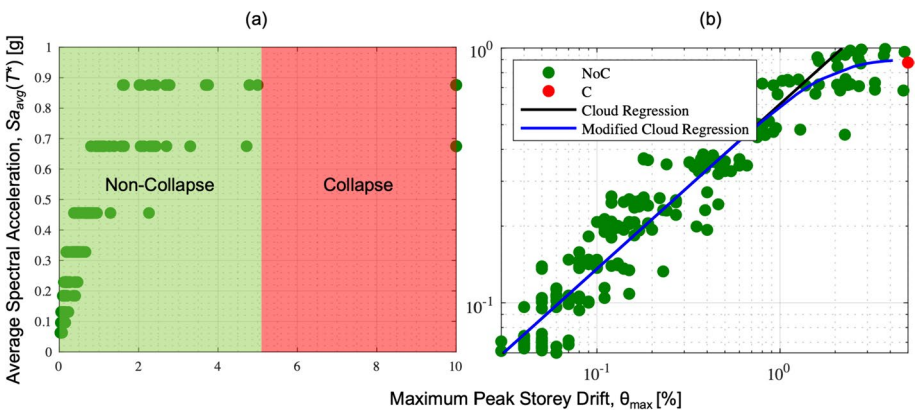 (a)
(b)
Average Spectral Acceleration, Sa_avg(T*) [g]
1
0.9
0.8
0.7
0.6
0.5
0.4
0.3
0.2
0.1
0
Non-Collapse
Collapse
0
2
4
6
8
10
10^0
10^-1
NoC
C
Cloud Regression
Modified Cloud Regression
10^-1
10^0
Maximum Peak Storey Drift, θ_max [%]